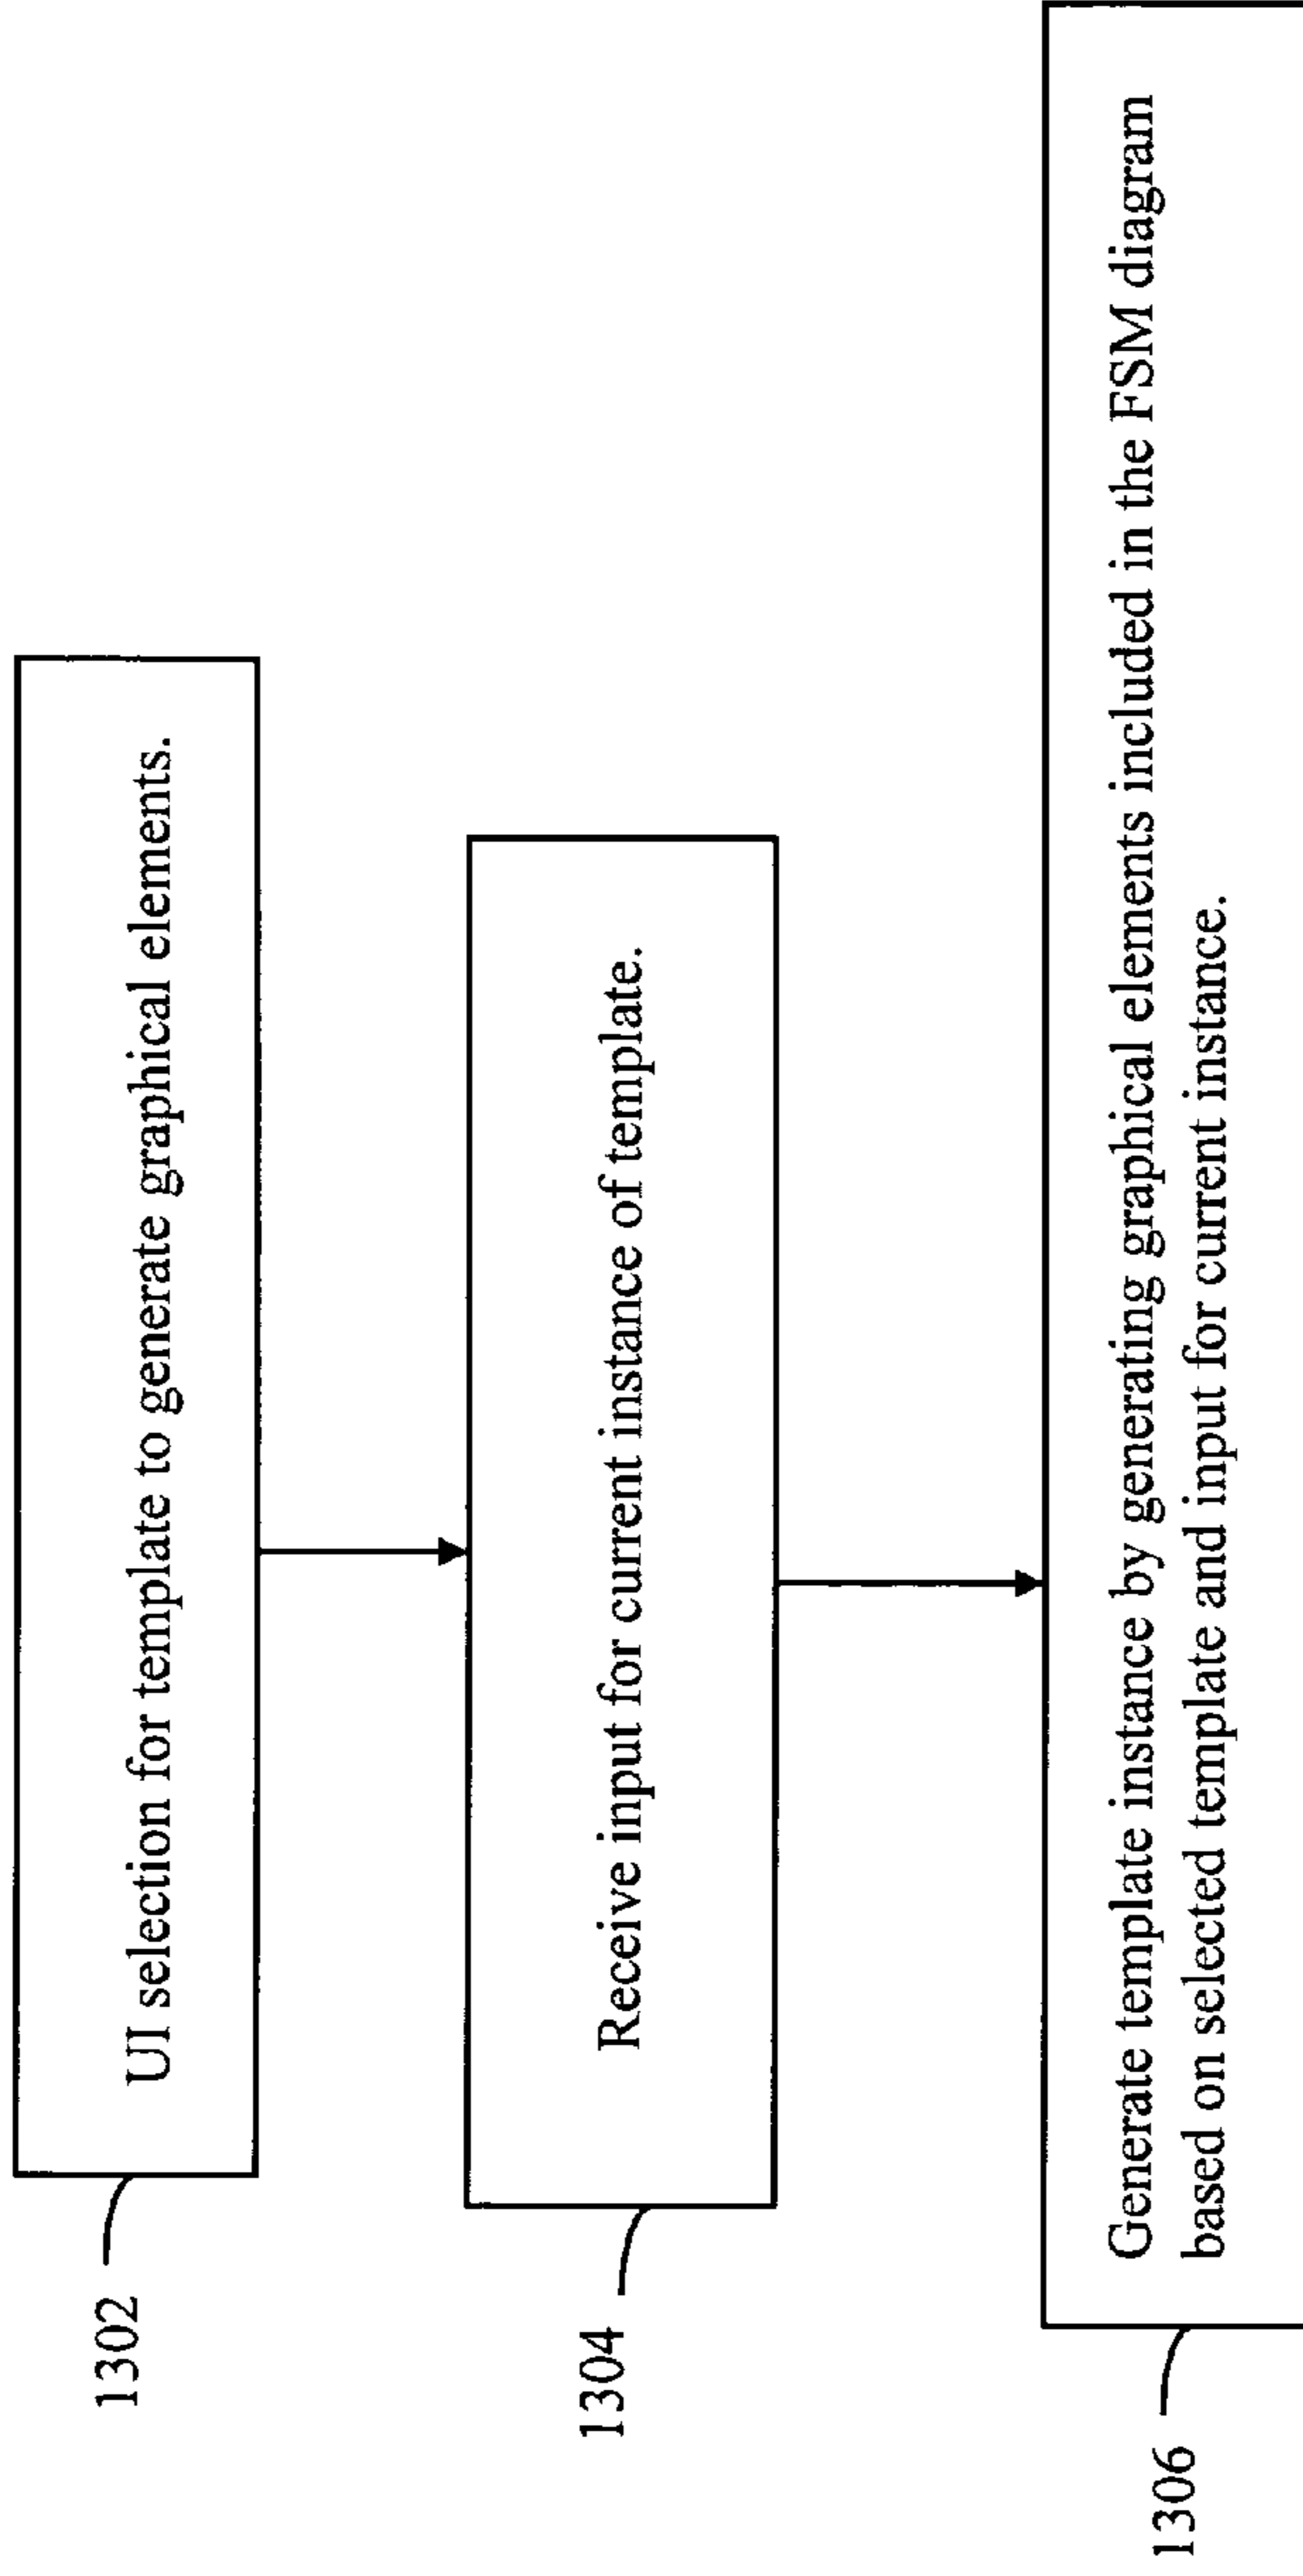 1302
UI selection for template to generate graphical elements.
1304
Receive input for current instance of template.
1306
Generate template instance by generating graphical elements included in the FSM diagram
based on selected template and input for current instance.